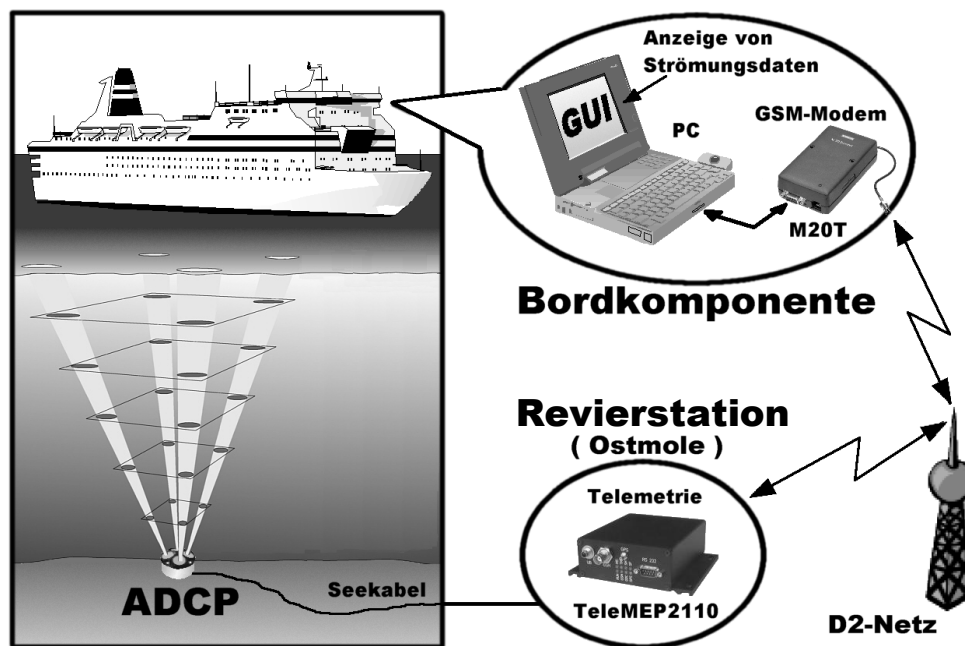 Anzeige von
Strömungsdaten
GUI
PC
GSM-Modem
M20T
Bordkomponente
Revierstation
( Ostmole )
Telemetrie
TeleMEP2110
Seekabel
ADCP
D2-Netz